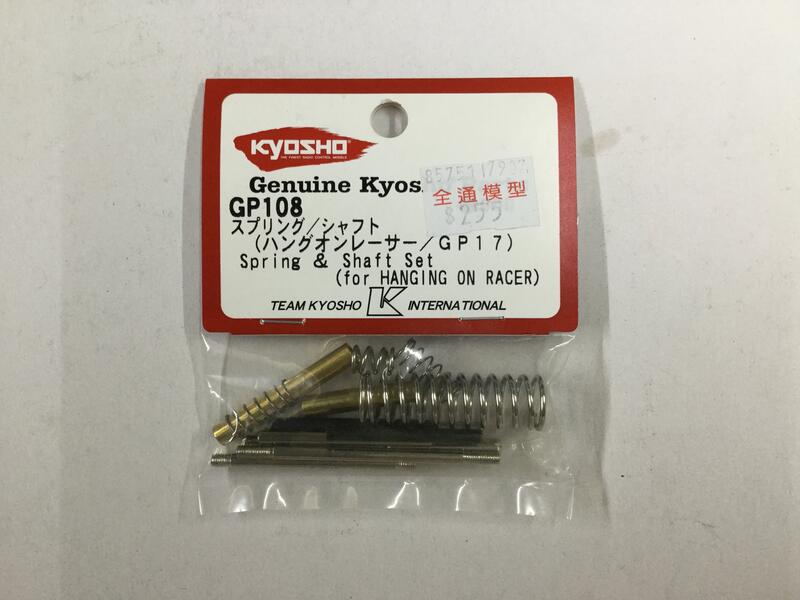 KYOSHO
THE FINEST RADIO CONTROL MODELS
Genuine Kyos
全通模型
$255
GP108
スプリング／シャフト
(ハングオンレーサー／GP17)
Spring & Shaft Set
(for HANGING ON RACER)
TEAM KYOSHO K INTERNATIONAL